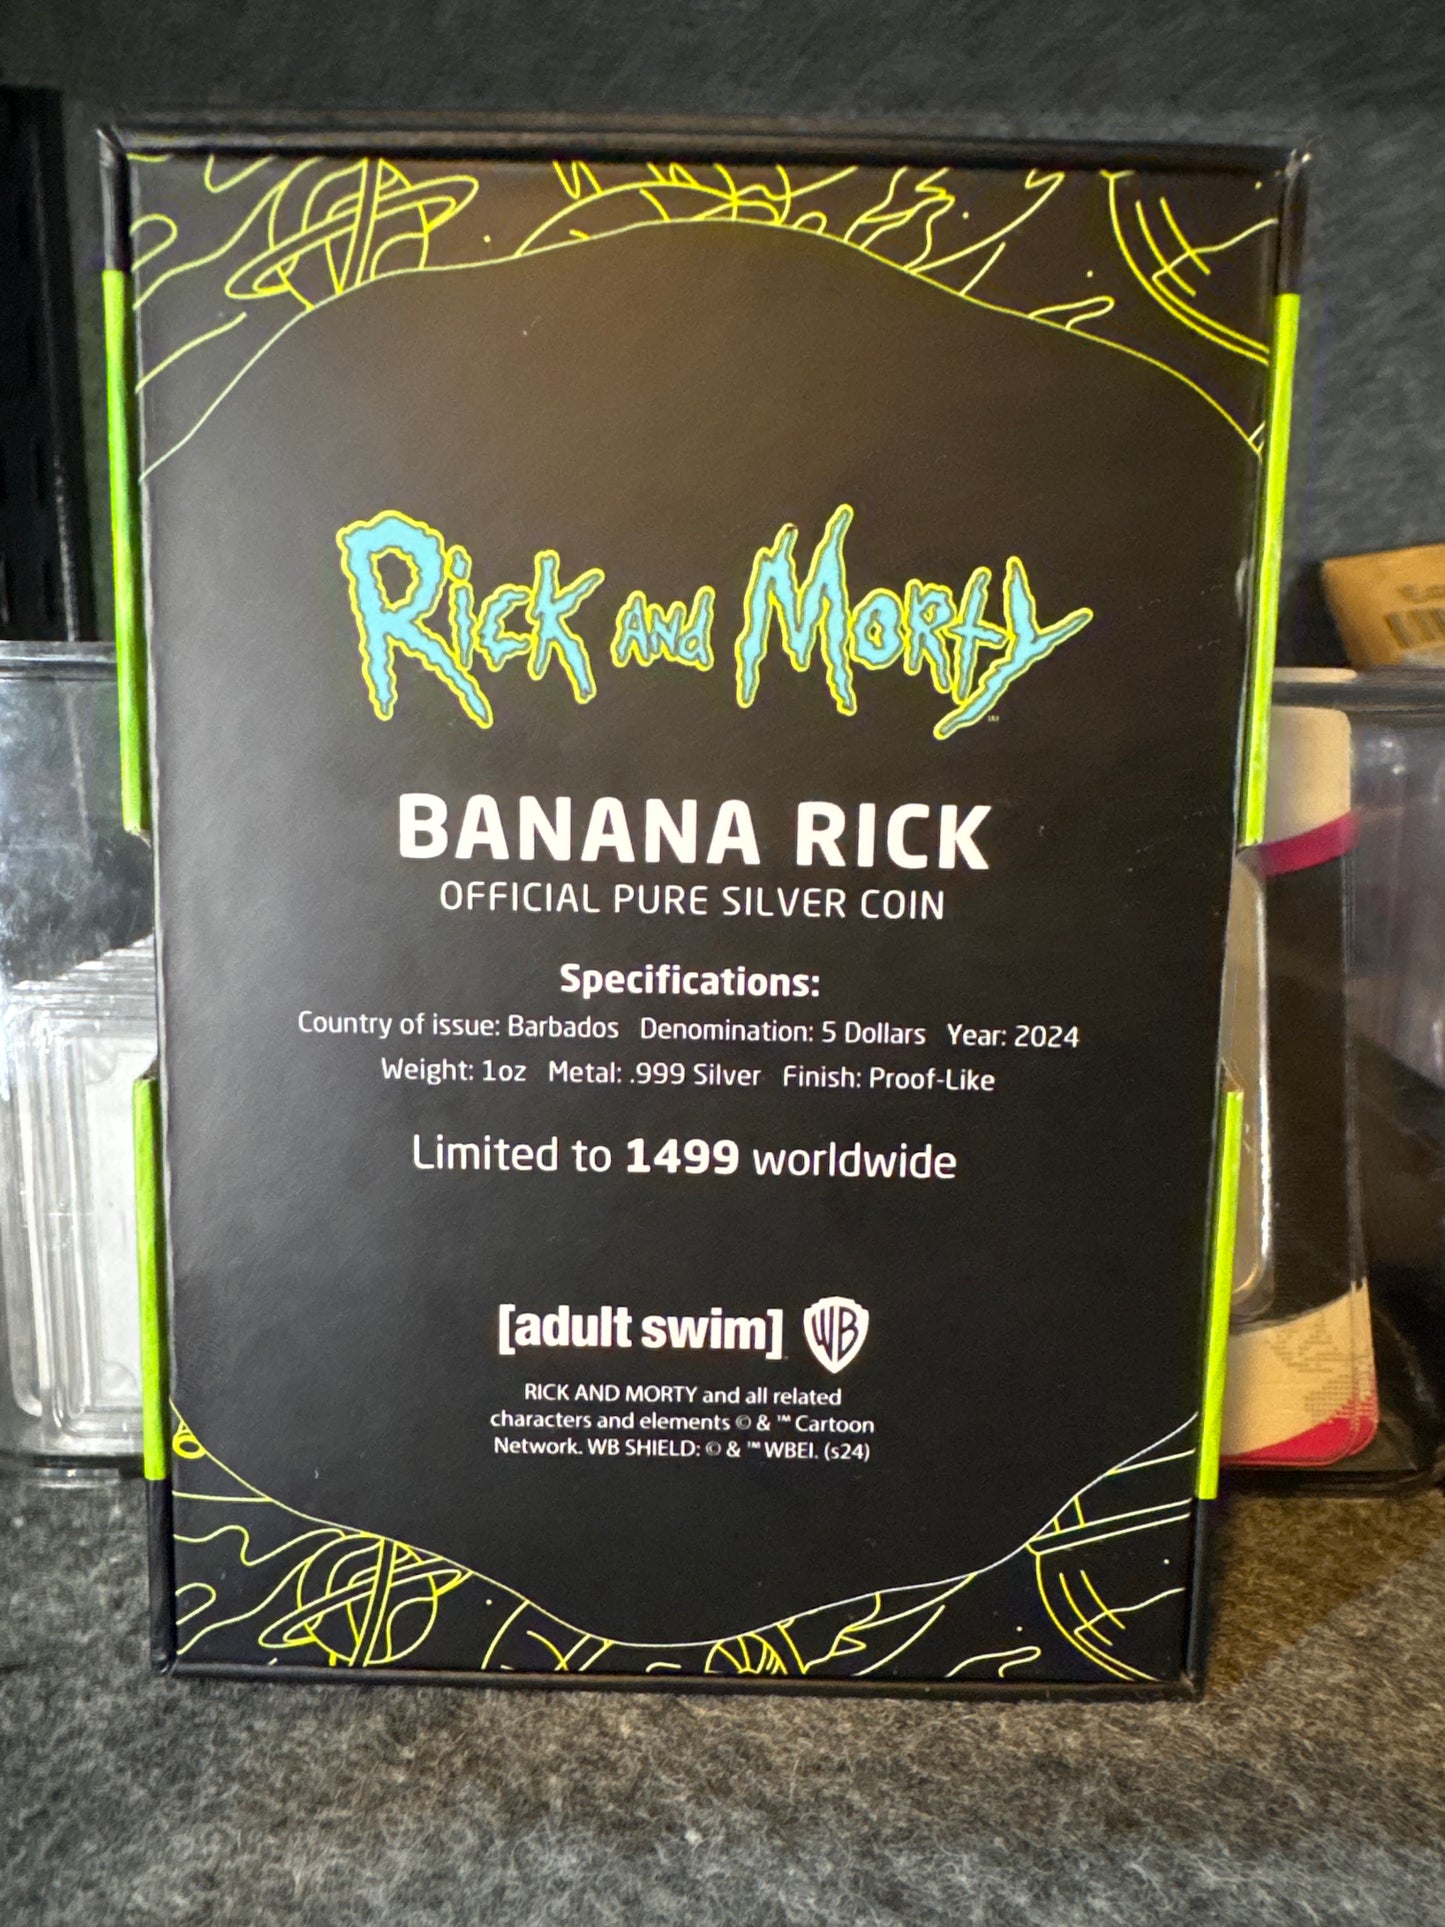 RICK AND MORTY™
BANANA RICK
OFFICIAL PURE SILVER COIN
Specifications:
Country of issue: Barbados Denomination: 5 Dollars Year: 2024
Weight: 1oz Metal: .999 Silver Finish: Proof-Like
Limited to 1499 worldwide
[adult swim] WB
RICK AND MORTY and all related
characters and elements © & ™ Cartoon
Network. WB SHIELD: © & ™ WBEI. (s24)